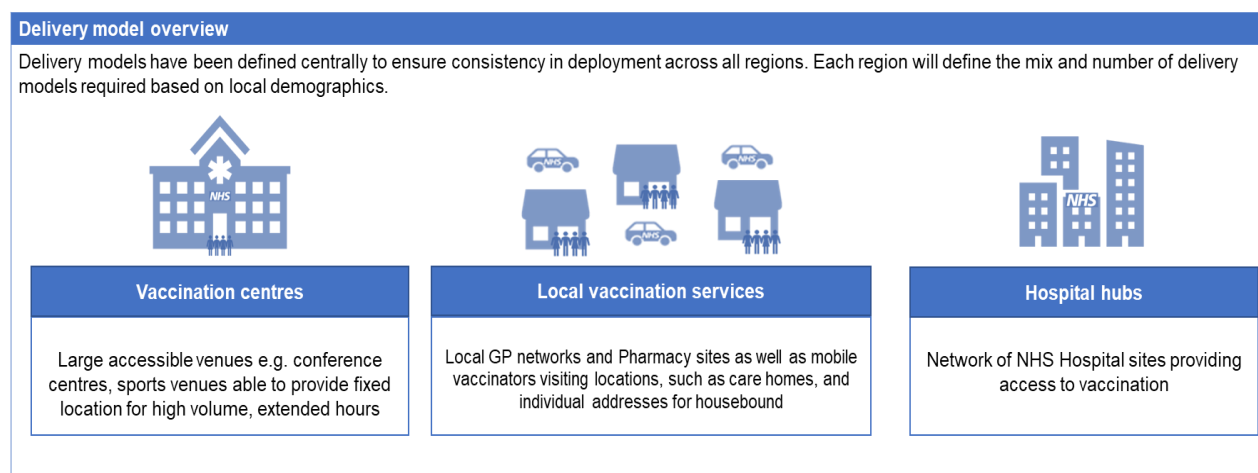 Delivery model overview
Delivery models have been defined centrally to ensure consistency in deployment across all regions. Each region will define the mix and number of delivery
models required based on local demographics.
NHS
NHS
NHS
NHS
NHS
Vaccination centres
Large accessible venues e.g. conference
centres, sports venues able to provide fixed
location for high volume, extended hours
Local vaccination services
Local GP networks and Pharmacy sites as well as mobile
vaccinators visiting locations, such as care homes, and
individual addresses for housebound
Hospital hubs
Network of NHS Hospital sites providing
access to vaccination